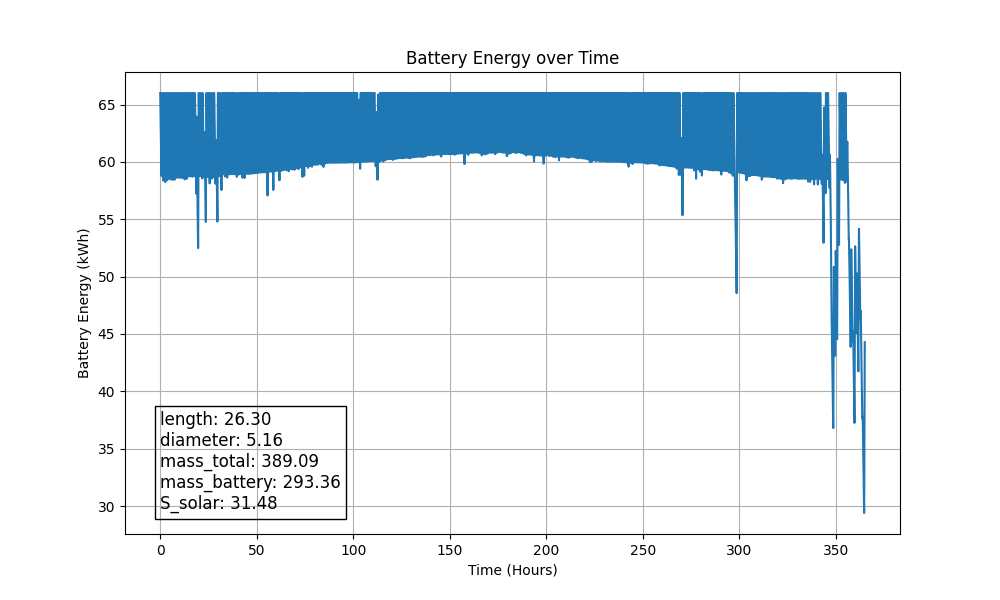 Battery Energy over Time
Battery Energy (kWh)
65
60
55
50
45
40
35
30
length: 26.30
diameter: 5.16
mass_total: 389.09
mass_battery: 293.36
S_solar: 31.48
0 50 100 150 200 250 300 350
Time (Hours)